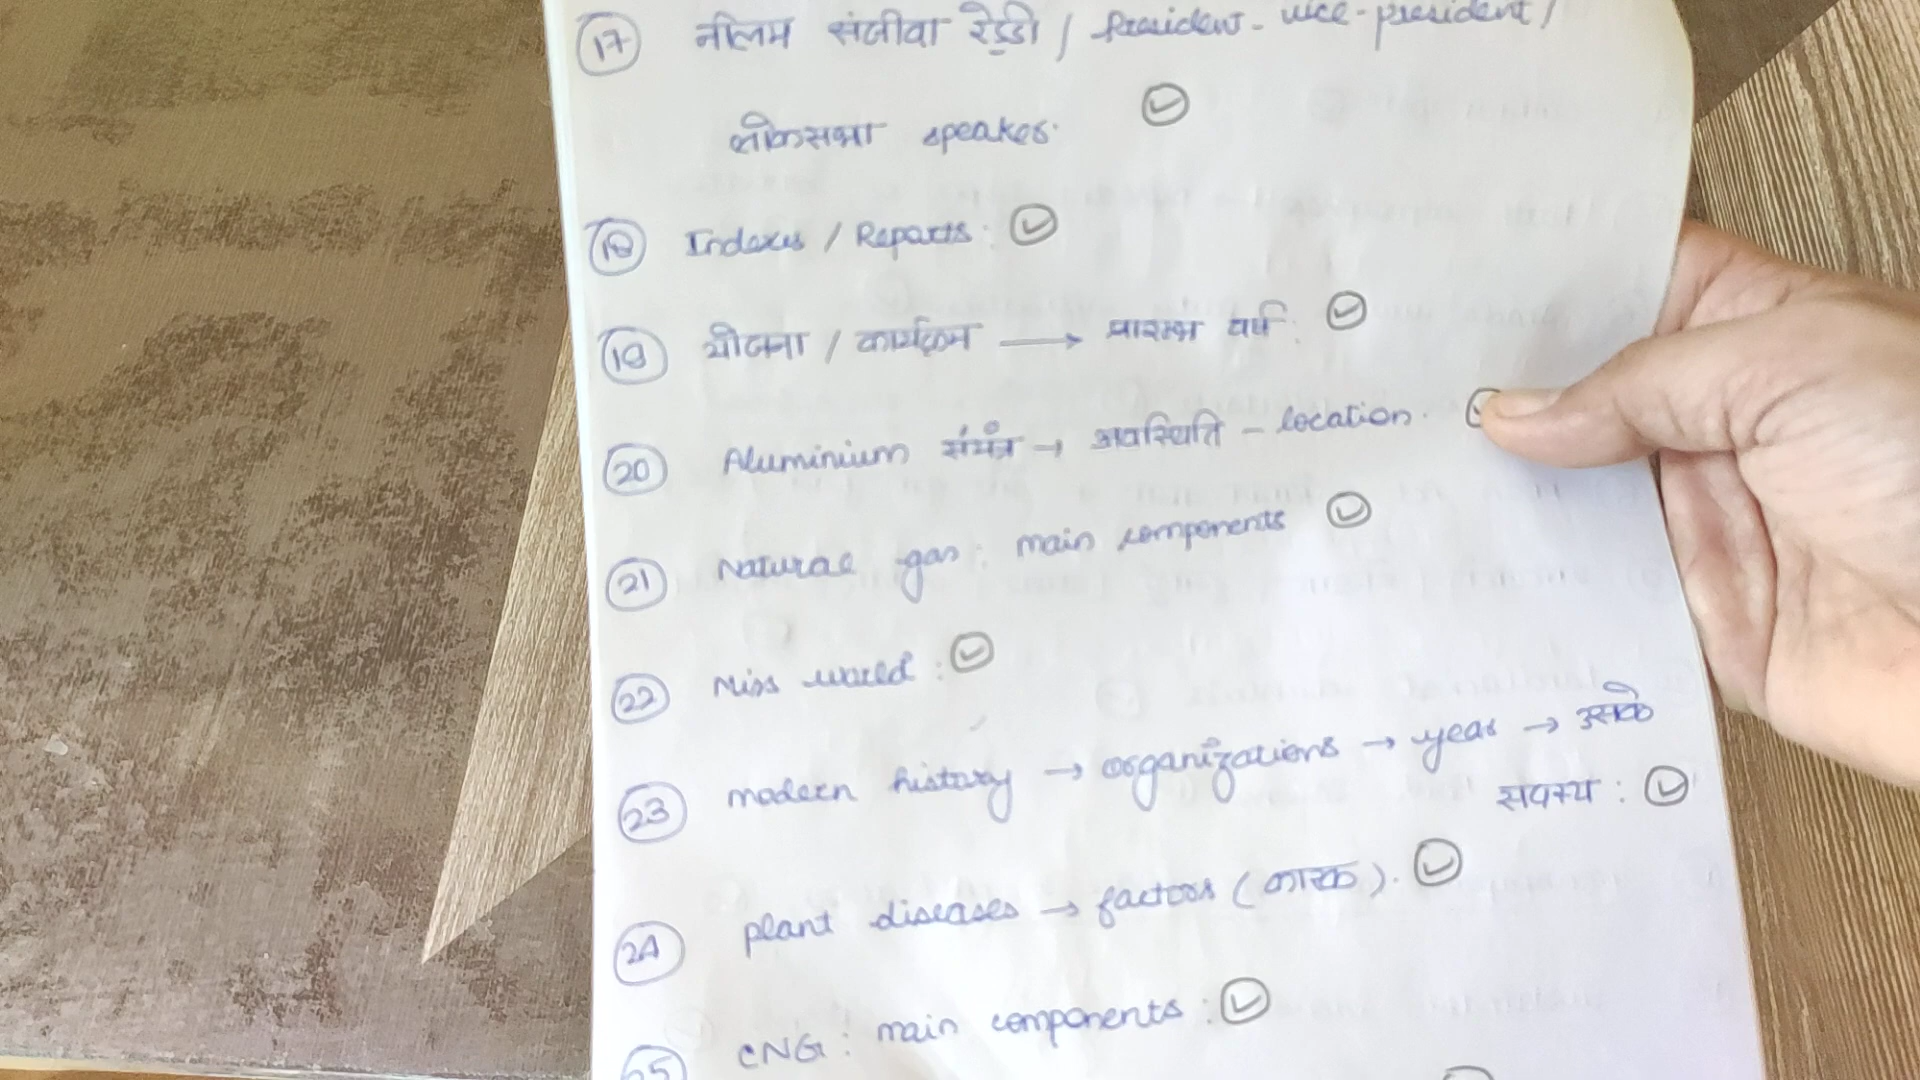 17 नीलम संजीवा रेड्डी / President - vice-president /
लोकसभा speaker.
18 Indexes / Reports :
19 योजना / कार्यक्रम → प्रारम्भ वर्ष :
20 Aluminium संयंत्र → अवस्थिति - location.
21 Natural gas : main components
22 Miss world :
23 modern history → organizations → year → उसके
सदस्य :
24 plant diseases → factors (कारक).
25 CNG : main components :